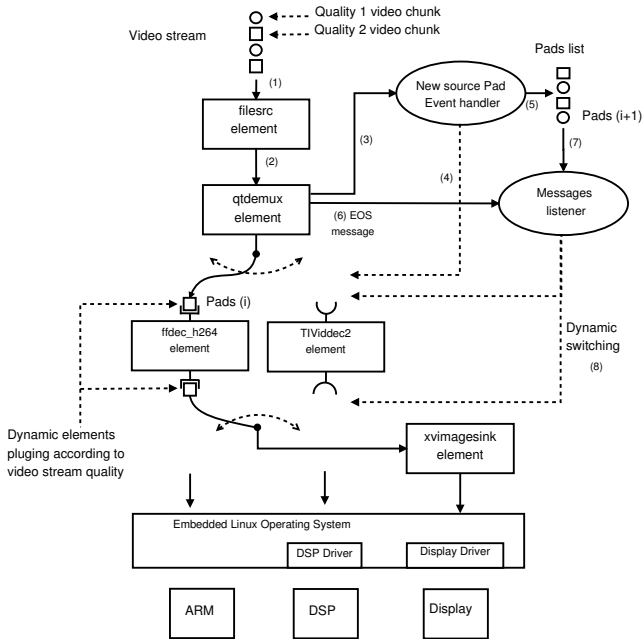 Quality 1 video chunk
Video stream
Quality 2 video chunk
Pads list
(1)
New source Pad
Event handler
(5)
filesrc
element
Pads (i+1)
(3)
(2)
(4)
(7)
qtdemux
element
Messages
listener
(6) EOS
message
Pads (i)
ffdec_h264
element
TIViddec2
element
Dynamic
switching
(8)
Dynamic elements
pluging according to
video stream quality
xvimagesink
element
Embedded Linux Operating System
DSP Driver
Display Driver
ARM
DSP
Display